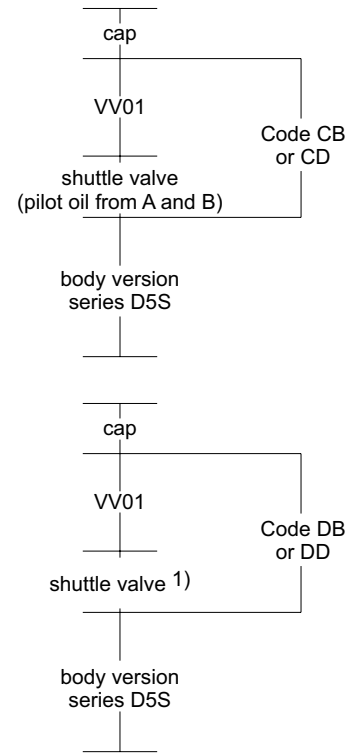 cap
VV01
Code CB
or CD
shuttle valve
(pilot oil from A and B)
body version
series D5S
cap
VV01
Code DB
or DD
shuttle valve 1)
body version
series D5S